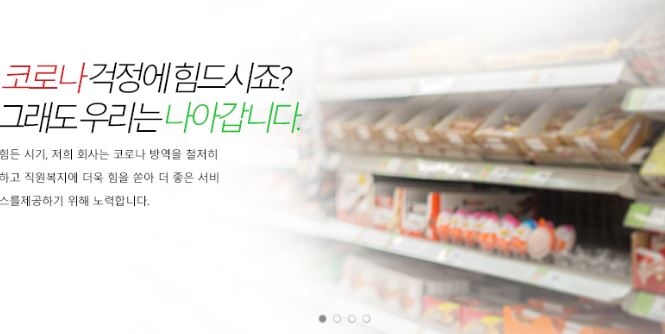 코로나 걱정에 힘드시죠?
그래도 우리는 나아갑니다.
힘든 시기, 저희 회사는 코로나 방역을 철저히
하고 직원복지에 더욱 힘을 쏟아 더 좋은 서비
스를제공하기 위해 노력합니다.